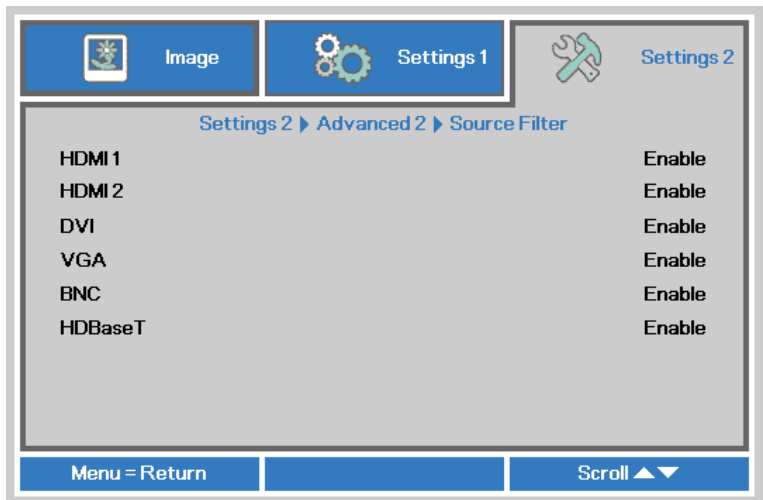 Image Settings 1 Settings 2
Settings 2 ▶ Advanced 2 ▶ Source Filter
HDMI 1 Enable
HDMI 2 Enable
DVI Enable
VGA Enable
BNC Enable
HDBaseT Enable
Menu = Return Scroll ▲▼